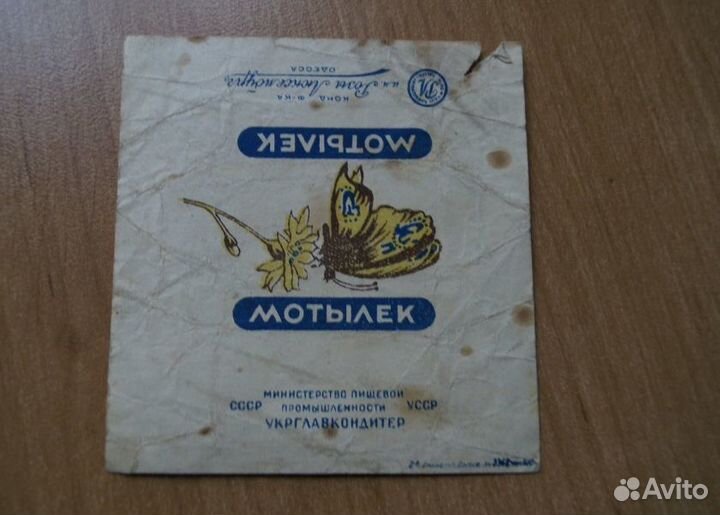 КОНД. Ф-КА
им. Розы Люксембург
ОДЕССА
МОТЫЛЕК
МОТЫЛЕК
МИНИСТЕРСТВО ПИЩЕВОЙ
СССР ПРОМЫШЛЕННОСТИ УССР
УКРГЛАВКОНДИТЕР
Avito